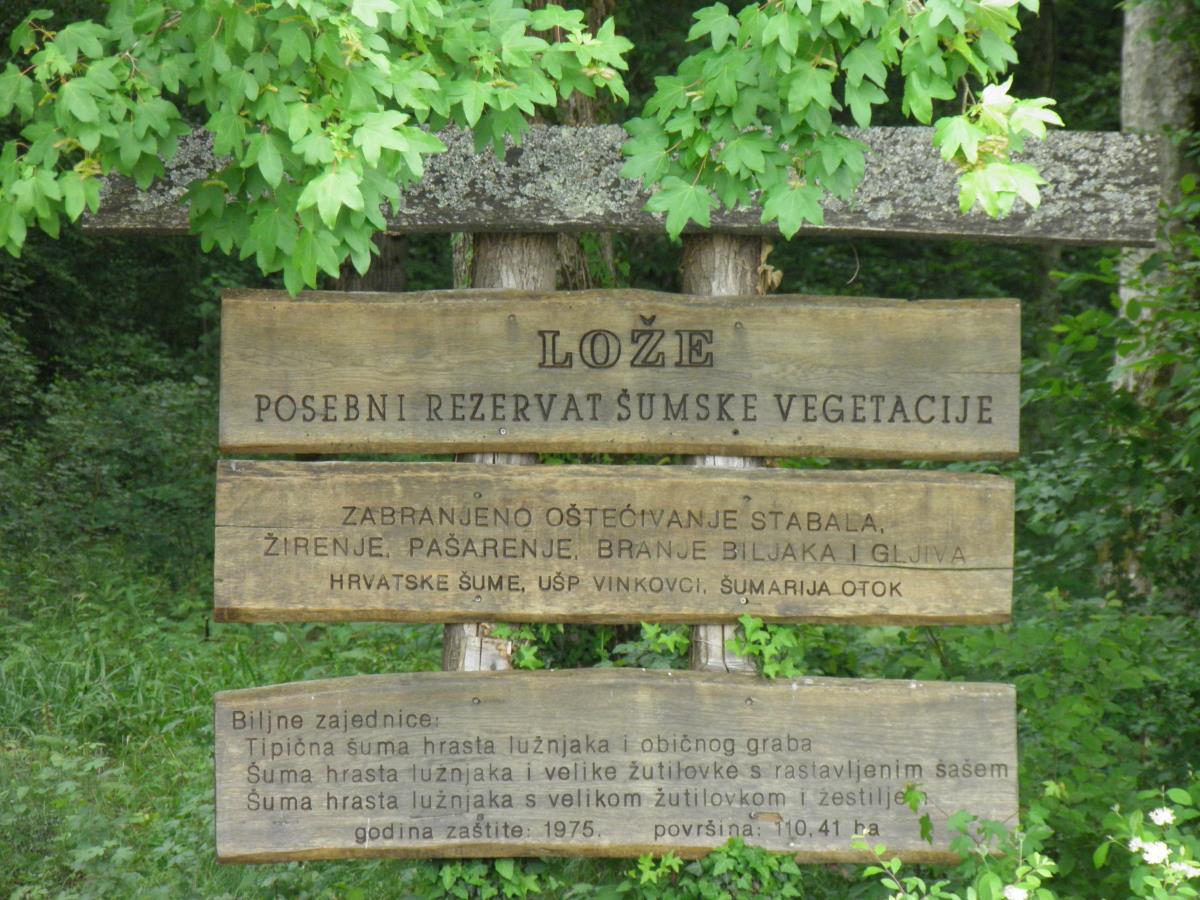 LOŽE
POSEBNI REZERVAT ŠUMSKE VEGETACIJE
ZABRANJENO OŠTEĆIVANJE STABALA,
ŽIRENJE, PAŠARENJE, BRANJE BILJAKA I GLJIVA
HRVATSKE ŠUME, UŠP VINKOVCI, ŠUMARIJA OTOK
Biljne zajednice:
Tipična šuma hrasta lužnjaka i običnog graba
Šuma hrasta lužnjaka i velike žutilovke s rastavljenim šašem
Šuma hrasta lužnjaka s velikom žutilovkom i žestiljem
godina zaštite: 1975. površina: 110,41 ha